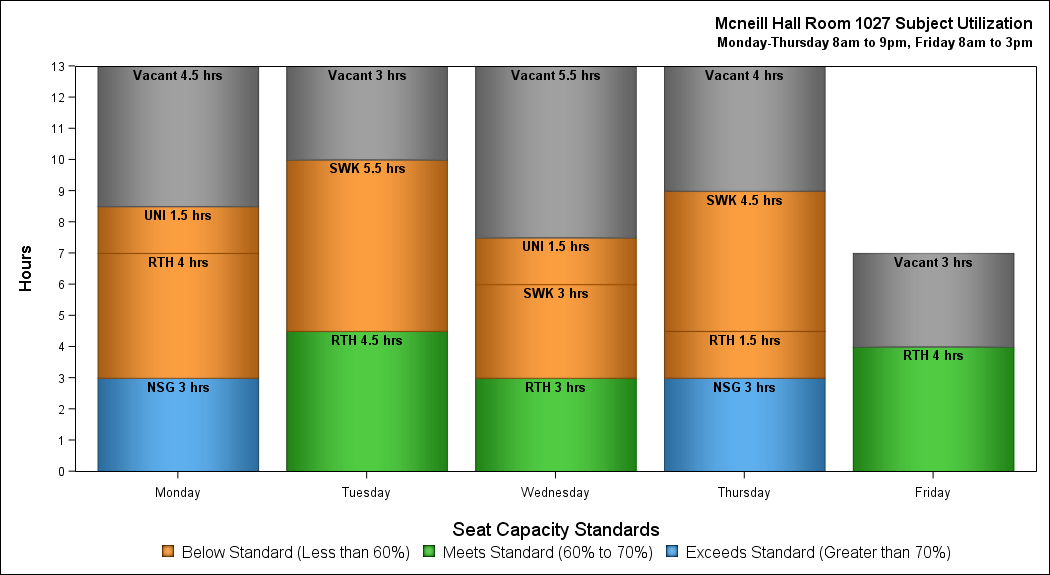 Mcneill Hall Room 1027 Subject Utilization
Monday-Thursday 8am to 9pm, Friday 8am to 3pm
Hours
13
12
11
10
9
8
7
6
5
4
3
2
1
0
Vacant 4.5 hrs
UNI 1.5 hrs
RTH 4 hrs
NSG 3 hrs
Vacant 3 hrs
SWK 5.5 hrs
RTH 4.5 hrs
Vacant 5.5 hrs
UNI 1.5 hrs
SWK 3 hrs
RTH 3 hrs
Vacant 4 hrs
SWK 4.5 hrs
RTH 1.5 hrs
NSG 3 hrs
Vacant 3 hrs
RTH 4 hrs
Monday Tuesday Wednesday Thursday Friday
Seat Capacity Standards
Below Standard (Less than 60%) Meets Standard (60% to 70%) Exceeds Standard (Greater than 70%)